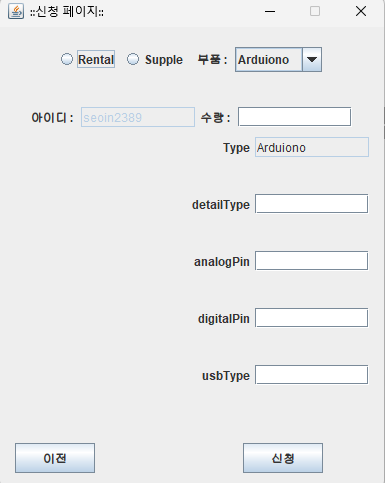 ::신청 페이지::
Rental Supple 부품 : Arduiono
아이디 : seoin2389 수량 :
Type Arduiono
detailType
analogPin
digitalPin
usbType
이전 신청